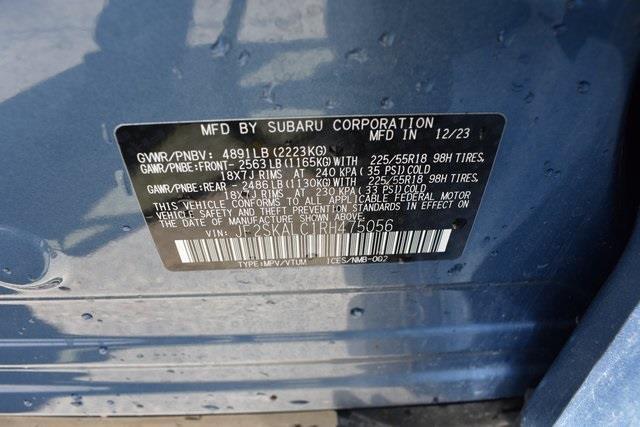 MFD BY SUBARU CORPORATION
MFD IN 12/23
GVWR/PNBV: 4891LB (2223KG)
GAWR/PNBE:FRONT-2563LB(1165KG)WITH 225/55R18 98H TIRES.
18X7J RIMS AT 240 KPA(35 PSI)COLD
GAWR/PNBE:REAR -2486LB(1130KG)WITH 225/55R18 98H TIRES.
18X7J RIMS AT 230 KPA(33 PSI)COLD
THIS VEHICLE CONFORMS TO ALL APPLICABLE FEDERAL MOTOR
VEHICLE SAFETY AND THEFT PREVENTION STANDARDS IN EFFECT ON
THE DATE OF MANUFACTURE SHOWN ABOVE.
VIN: JF2SKALC1RH475056
TYPE:MPV/VTUM ICES/NMB-002